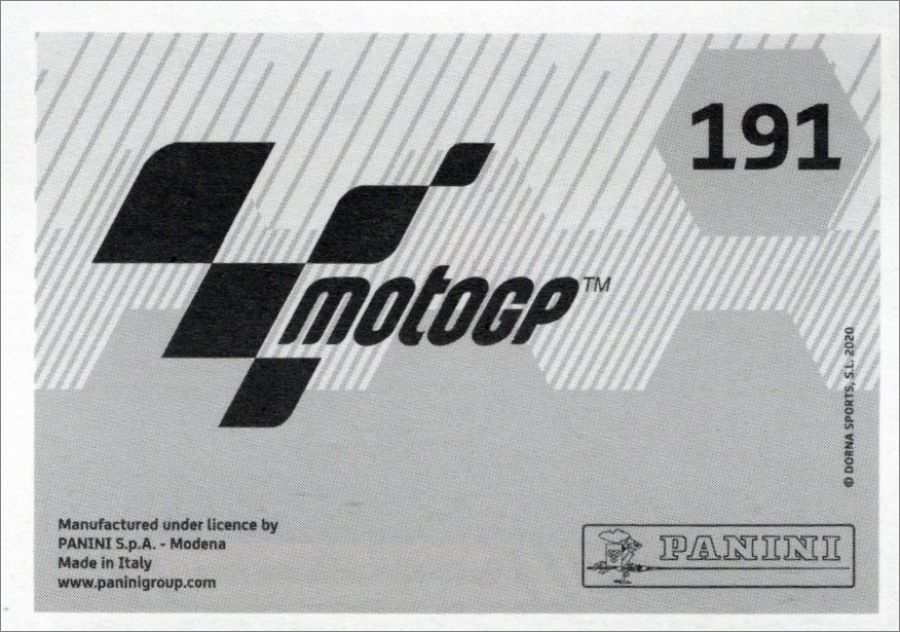 191
motoGP™
© DORNA SPORTS, S.L. 2020
Manufactured under licence by
PANINI S.p.A. - Modena
Made in Italy
www.paninigroup.com
PANINI